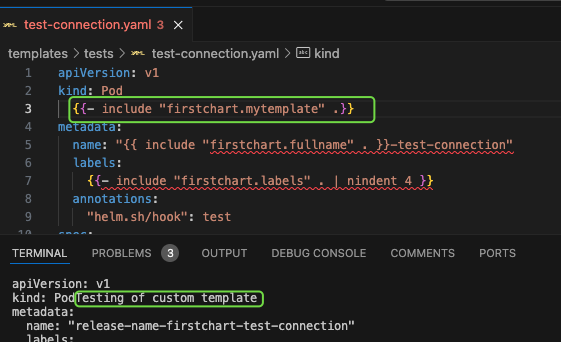 test-connection.yaml 3
templates > tests > test-connection.yaml > kind
1 apiVersion: v1
2 kind: Pod
3 {{- include "firstchart.mytemplate" .}}
4 metadata:
5 name: "{{ include "firstchart.fullname" . }}-test-connection"
6 labels:
7 {{- include "firstchart.labels" . | nindent 4 }}
8 annotations:
9 "helm.sh/hook": test
10 spec:
TERMINAL PROBLEMS 3 OUTPUT DEBUG CONSOLE COMMENTS PORTS
apiVersion: v1
kind: PodTesting of custom template
metadata:
name: "release-name-firstchart-test-connection"
labels: